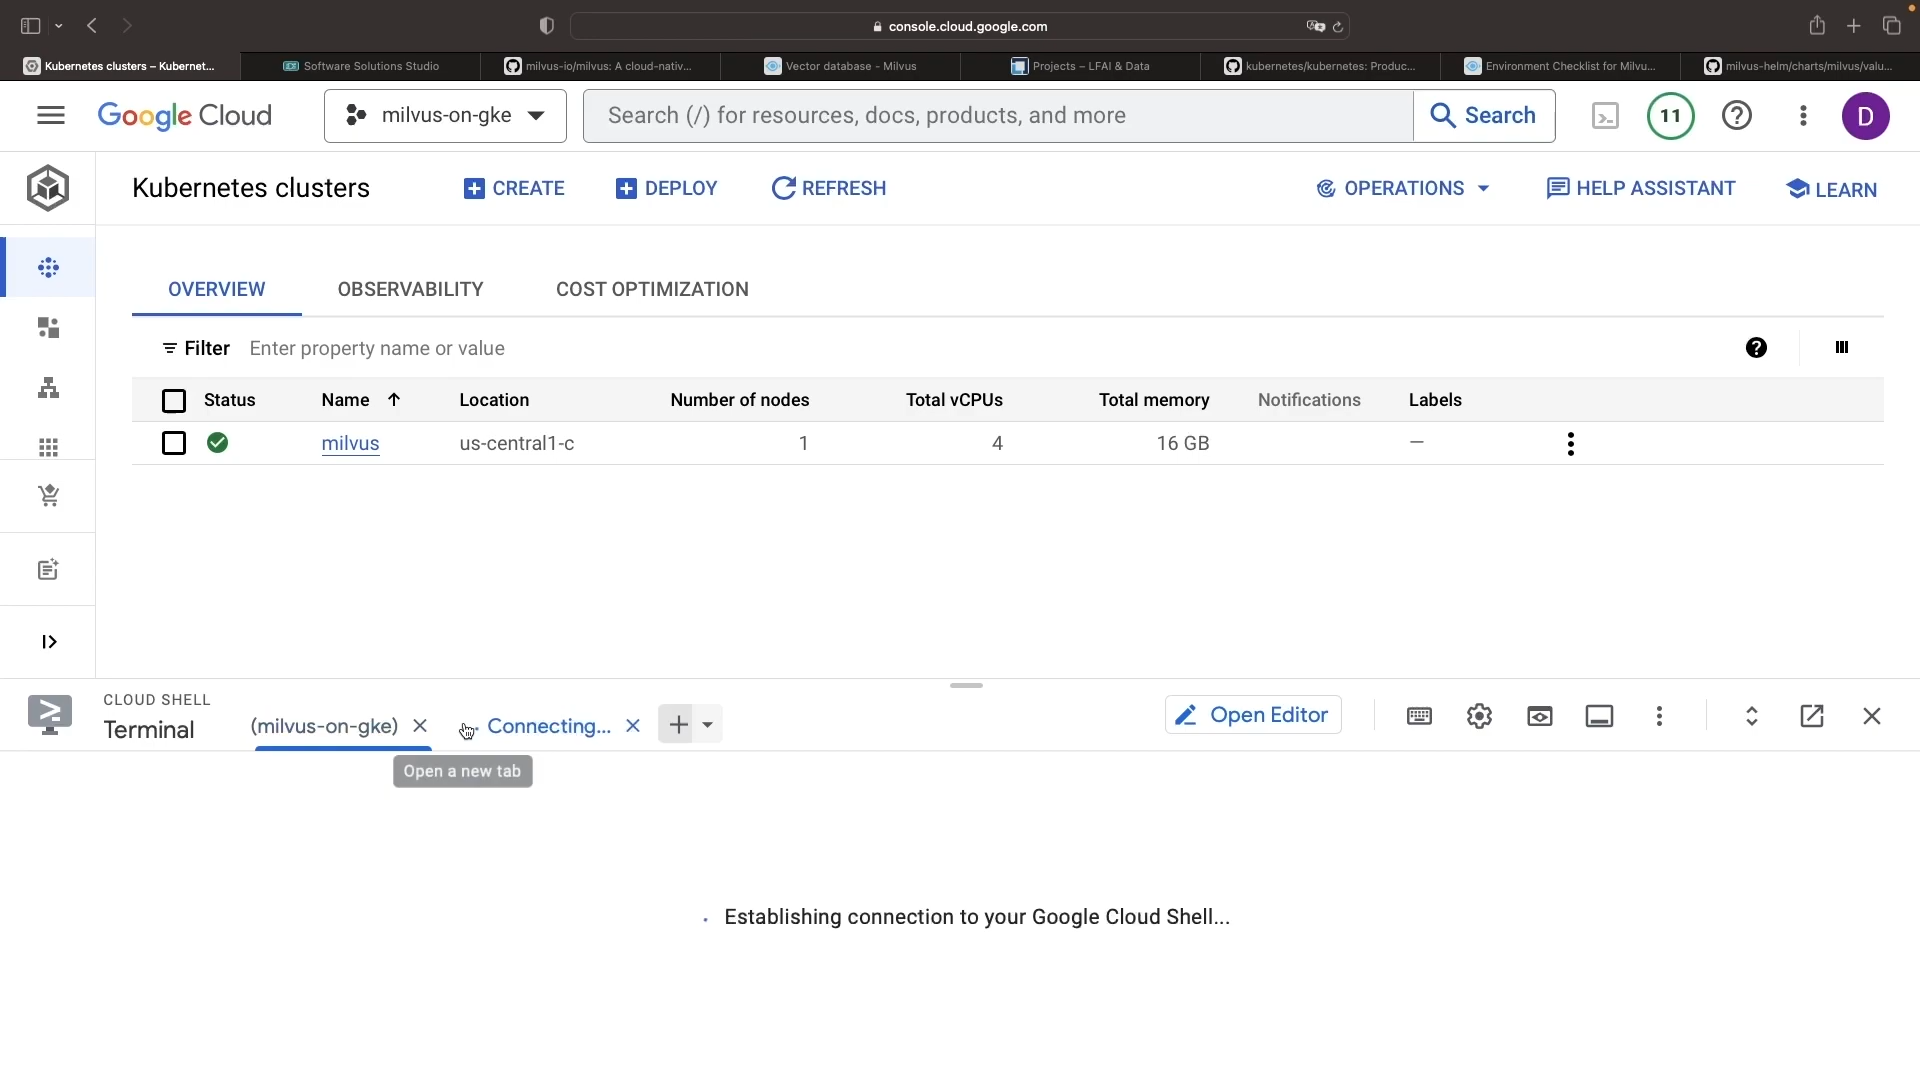 console.cloud.google.com
Kubernetes clusters – Kubernet...
Software Solutions Studio
milvus-io/milvus: A cloud-nativ...
Vector database - Milvus
Projects – LFAI & Data
kubernetes/kubernetes: Produc...
Environment Checklist for Milvu...
milvus-helm/charts/milvus/valu...
Google Cloud
milvus-on-gke
Search (/) for resources, docs, products, and more
Search
11
D
Kubernetes clusters
CREATE
DEPLOY
REFRESH
OPERATIONS
HELP ASSISTANT
LEARN
OVERVIEW
OBSERVABILITY
COST OPTIMIZATION
Filter
Enter property name or value
Status
Name
Location
Number of nodes
Total vCPUs
Total memory
Notifications
Labels
milvus
us-central1-c
1
4
16 GB
—
CLOUD SHELL
Terminal
(milvus-on-gke)
Connecting...
Open Editor
Open a new tab
Establishing connection to your Google Cloud Shell...